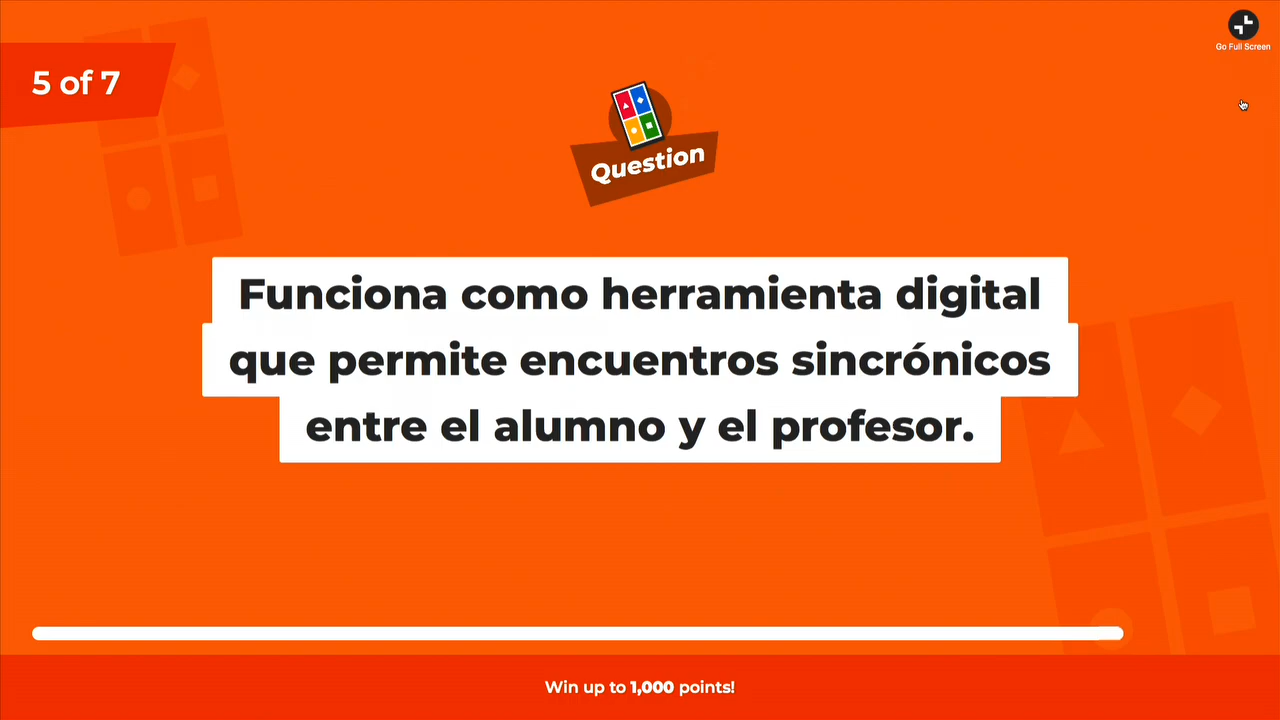 Go Full Screen
5 of 7
Question
Funciona como herramienta digital
que permite encuentros sincrónicos
entre el alumno y el profesor.
Win up to 1,000 points!